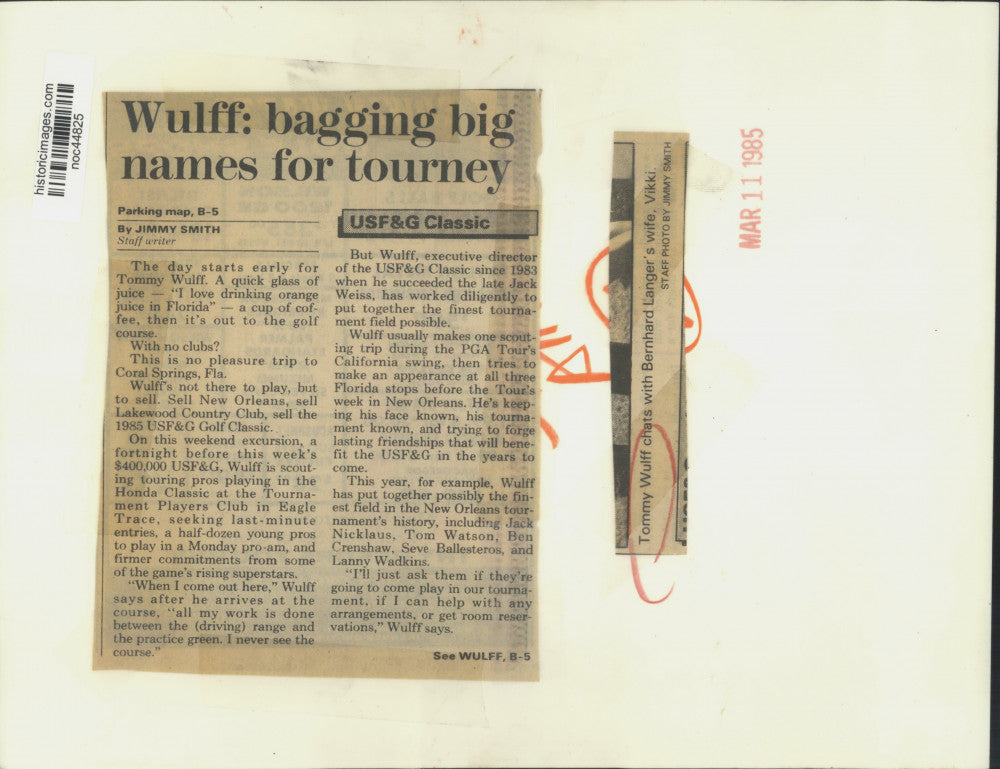 historicimages.com
noc44825
Wulff: bagging big
names for tourney
Parking map, B-5
By JIMMY SMITH
Staff writer
The day starts early for
Tommy Wulff. A quick glass of
juice — “I love drinking orange
juice in Florida” — a cup of cof-
fee, then it's out to the golf
course.
With no clubs?
This is no pleasure trip to
Coral Springs, Fla.
Wulff's not there to play, but
to sell. Sell New Orleans, sell
Lakewood Country Club, sell the
1985 USF&G Golf Classic.
On this weekend excursion, a
fortnight before this week's
$400,000 USF&G, Wulff is scout-
ing touring pros playing in the
Honda Classic at the Tourna-
ment Players Club in Eagle
Trace, seeking last-minute
entries, a half-dozen young pros
to play in a Monday pro-am, and
firmer commitments from some
of the game's rising superstars.
“When I come out here,” Wulff
says after he arrives at the
course, “all my work is done
between the (driving) range and
the practice green. I never see the
course.”
USF&G Classic
But Wulff, executive director
of the USF&G Classic since 1983
when he succeeded the late Jack
Weiss, has worked diligently to
put together the finest tourna-
ment field possible.
Wulff usually makes one scout-
ing trip during the PGA Tour's
California swing, then tries to
make an appearance at all three
Florida stops before the Tour's
week in New Orleans. He's keep-
ing his face known, his tourna-
ment known, and trying to forge
lasting friendships that will bene-
fit the USF&G in the years to
come.
This year, for example, Wulff
has put together possibly the fin-
est field in the New Orleans tour-
nament's history, including Jack
Nicklaus, Tom Watson, Ben
Crenshaw, Seve Ballesteros, and
Lanny Wadkins.
“I'll just ask them if they're
going to come play in our tourna-
ment, if I can help with any
arrangements, or get room reser-
vations,” Wulff says.
See WULFF, B-5
STAFF PHOTO BY JIMMY SMITH
Tommy Wulff chats with Bernhard Langer's wife, Vikki.
MAR 11 1985